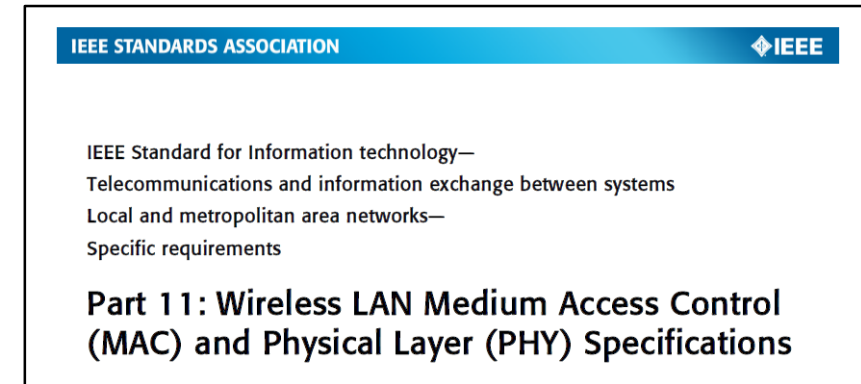 IEEE STANDARDS ASSOCIATION
IEEE
IEEE Standard for Information technology—
Telecommunications and information exchange between systems
Local and metropolitan area networks—
Specific requirements
Part 11: Wireless LAN Medium Access Control
(MAC) and Physical Layer (PHY) Specifications